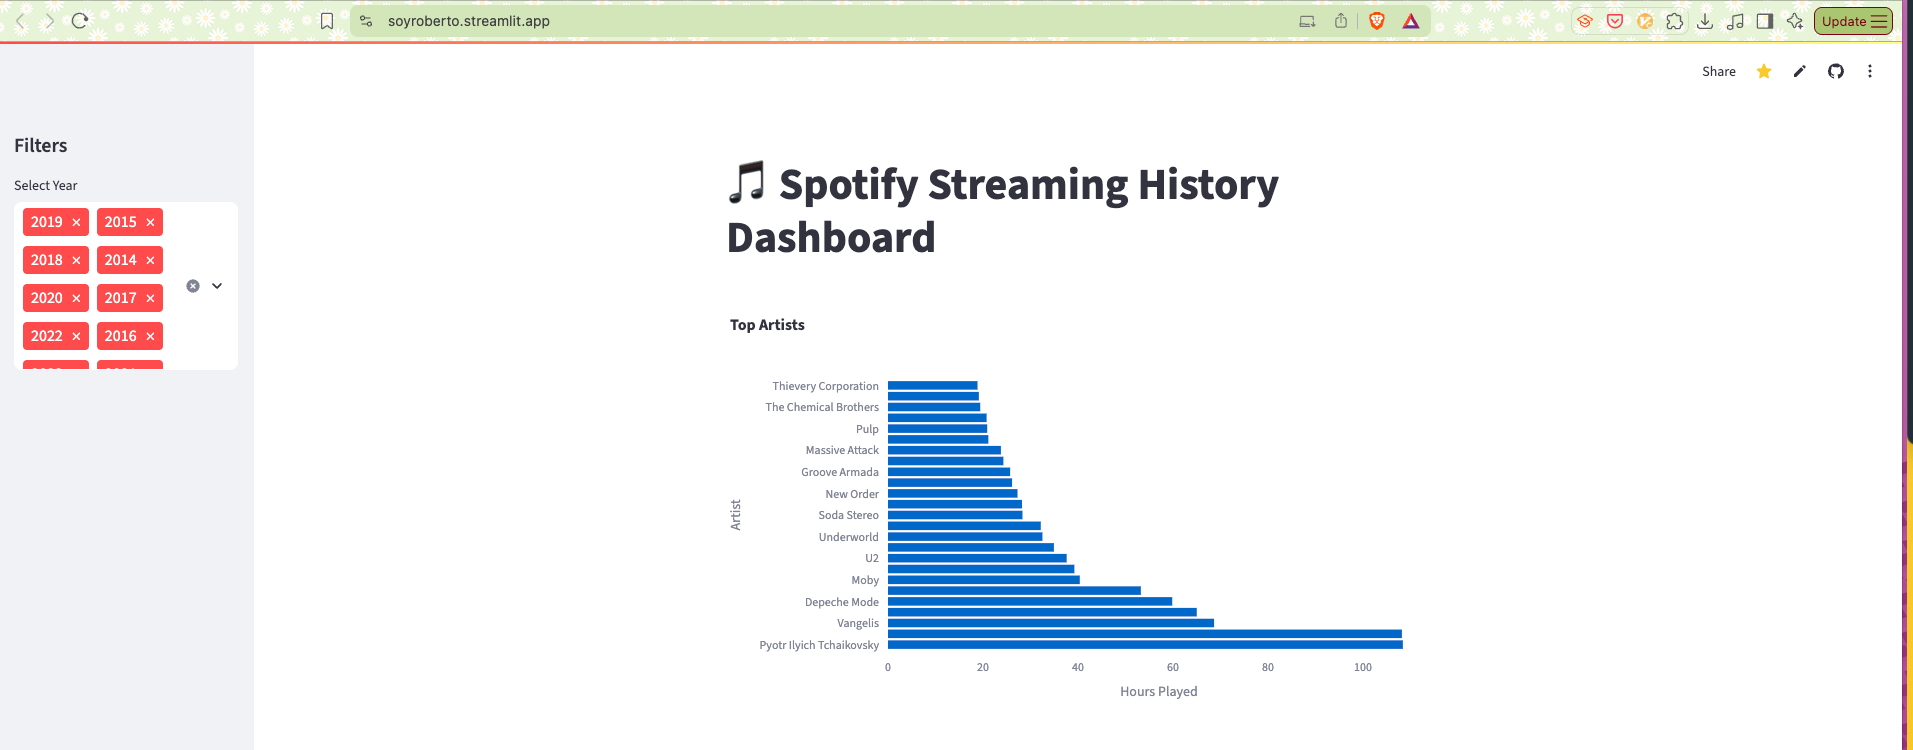 soyroberto.streamlit.app
Update
Share
Filters
Select Year
2019 × 2015 ×
2018 × 2014 ×
2020 × 2017 ×
2022 × 2016 ×
🎵 Spotify Streaming History
Dashboard
Top Artists
Thievery Corporation
The Chemical Brothers
Pulp
Massive Attack
Groove Armada
New Order
Soda Stereo
Underworld
U2
Moby
Depeche Mode
Vangelis
Pyotr Ilyich Tchaikovsky
Artist
0 20 40 60 80 100
Hours Played